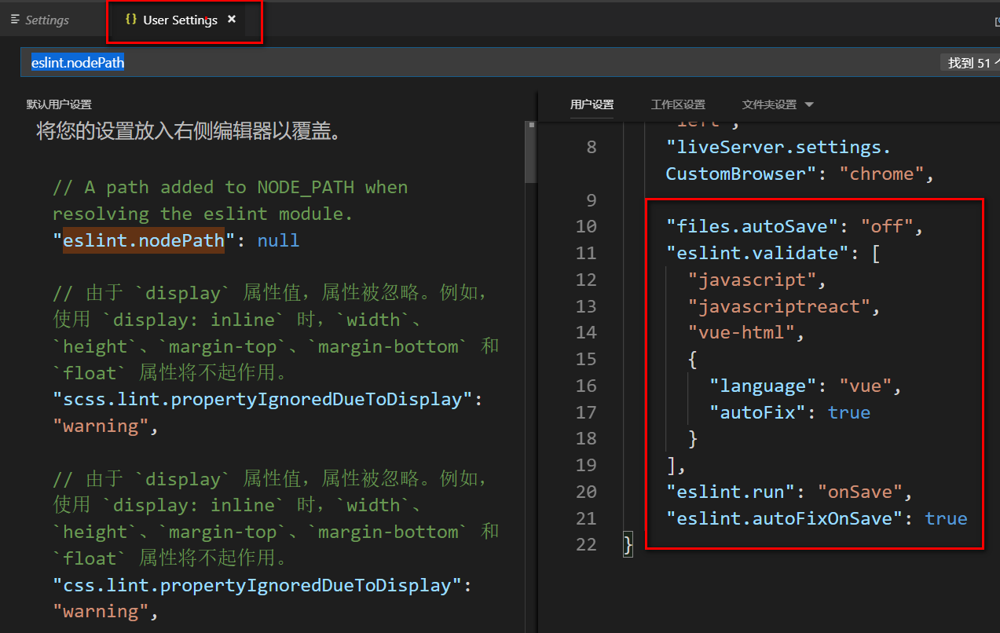 Settings
{} User Settings ×
eslint.nodePath
找到 51 个
默认用户设置
将您的设置放入右侧编辑器以覆盖。
// A path added to NODE_PATH when
resolving the eslint module.
"eslint.nodePath": null
// 由于 `display` 属性值，属性被忽略。例如，
使用 `display: inline` 时，`width`、
`height`、`margin-top`、`margin-bottom` 和
`float` 属性将不起作用。
"scss.lint.propertyIgnoredDueToDisplay":
"warning",
// 由于 `display` 属性值，属性被忽略。例如，
使用 `display: inline` 时，`width`、
`height`、`margin-top`、`margin-bottom` 和
`float` 属性将不起作用。
"css.lint.propertyIgnoredDueToDisplay":
"warning",
用户设置 工作区设置 文件夹设置
"left",
8 "liveServer.settings.
CustomBrowser": "chrome",
9
10 "files.autoSave": "off",
11 "eslint.validate": [
12 "javascript",
13 "javascriptreact",
14 "vue-html",
15 {
16 "language": "vue",
17 "autoFix": true
18 }
19 ],
20 "eslint.run": "onSave",
21 "eslint.autoFixOnSave": true
22 }